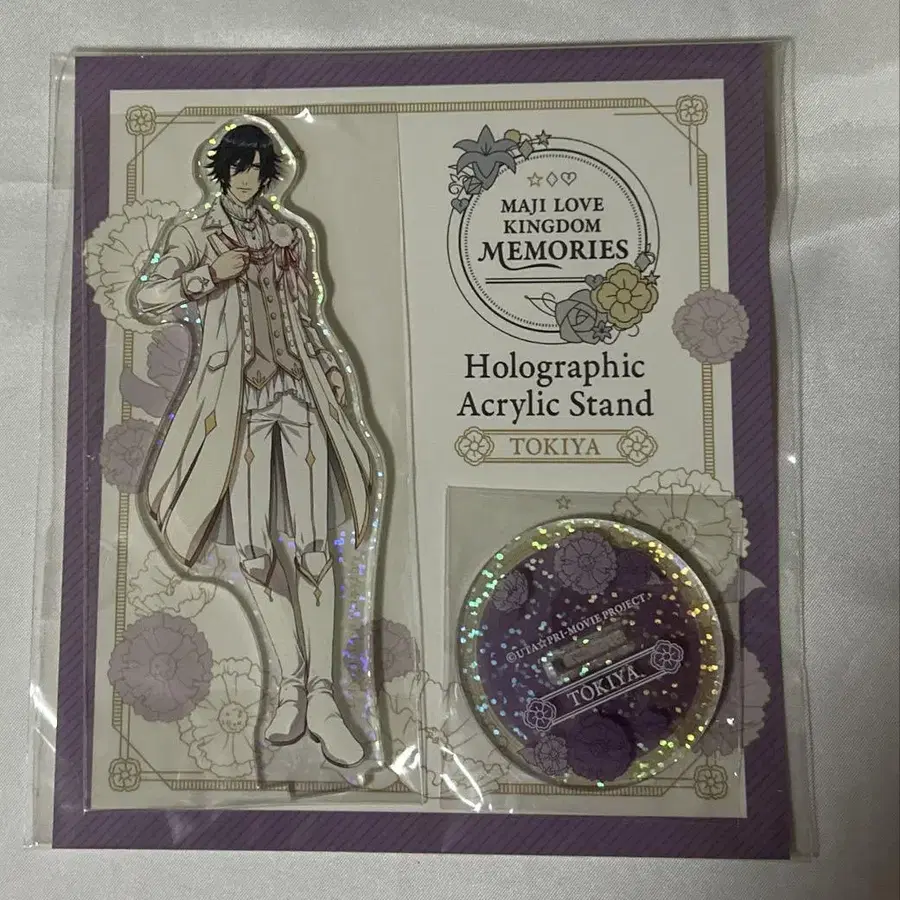 MAJI LOVE
KINGDOM
MEMORIES
Holographic
Acrylic Stand
TOKIYA
©UTA☆PRI-MOVIE PROJECT
TOKIYA